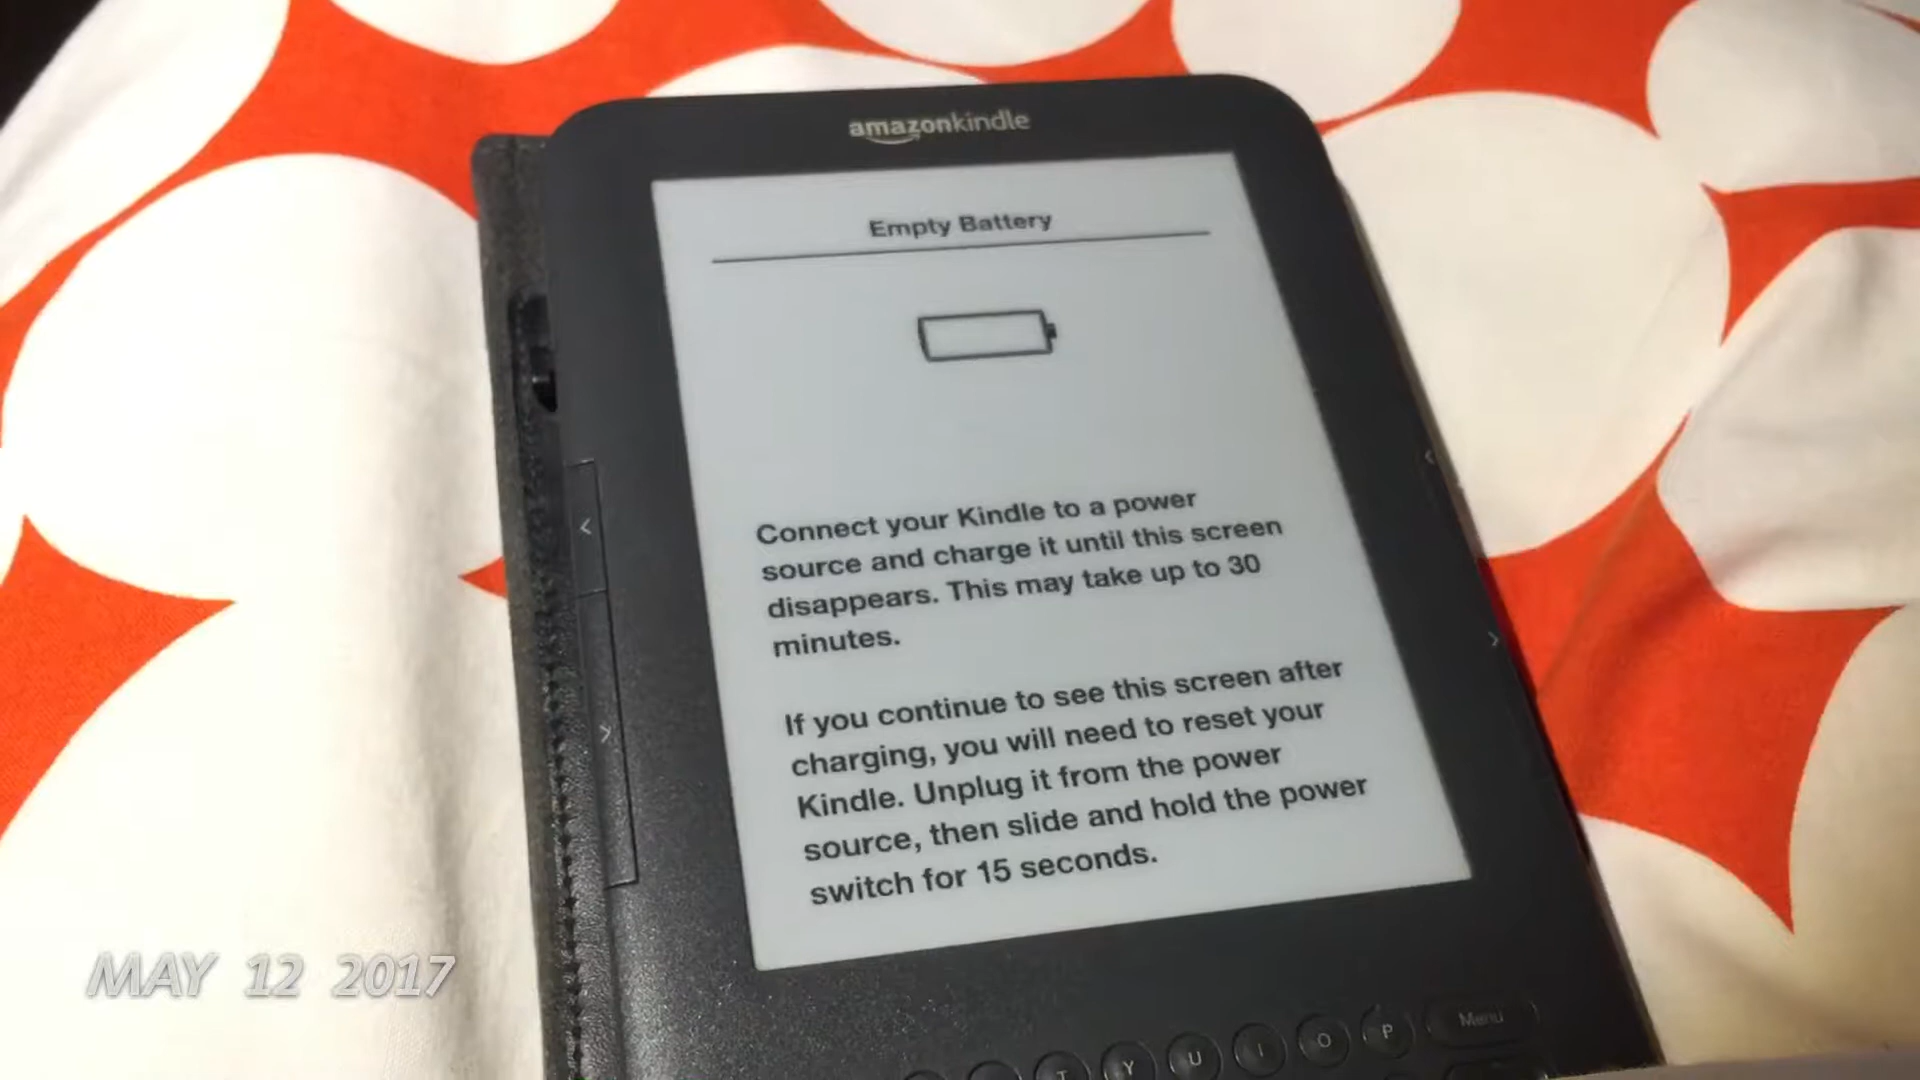 amazonkindle
Empty Battery
Connect your Kindle to a power
source and charge it until this screen
disappears. This may take up to 30
minutes.
If you continue to see this screen after
charging, you will need to reset your
Kindle. Unplug it from the power
source, then slide and hold the power
switch for 15 seconds.
T Y U I O P Menu
MAY 12 2017